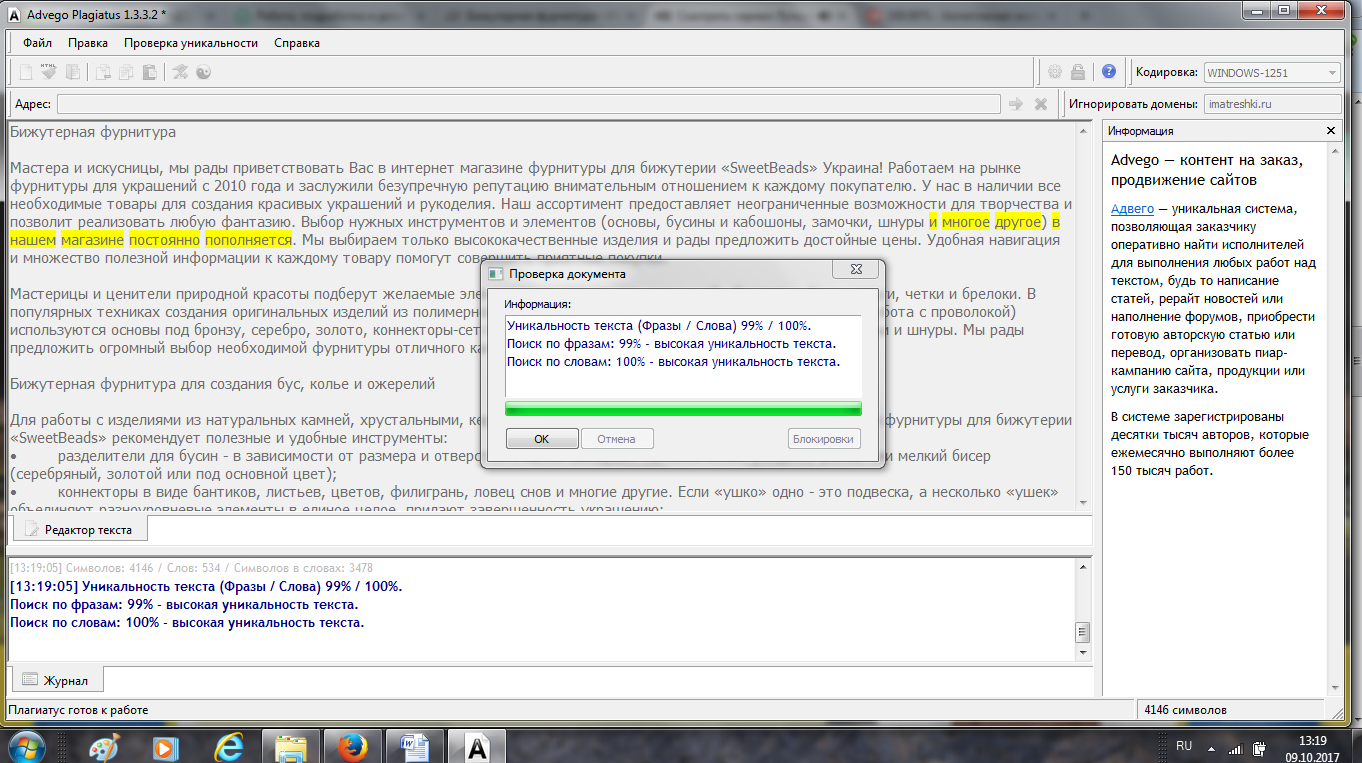 Advego Plagiatus 1.3.3.2 *
Файл Правка Проверка уникальности Справка
HTML
Кодировка: WINDOWS-1251
Адрес:
Игнорировать домены: imatreshki.ru
Бижутерная фурнитура
Мастера и искусницы, мы рады приветствовать Вас в интернет магазине фурнитуры для бижутерии «SweetBeads» Украина! Работаем на рынке
фурнитуры для украшений с 2010 года и заслужили безупречную репутацию внимательным отношением к каждому покупателю. У нас в наличии все
необходимые товары для создания красивых украшений и рукоделия. Наш ассортимент предоставляет неограниченные возможности для творчества и
позволит реализовать любую фантазию. Выбор нужных инструментов и элементов (основы, бусины и кабошоны, замочки, шнуры и многое другое) в
нашем магазине постоянно пополняется. Мы выбираем только высококачественные изделия и рады предложить достойные цены. Удобная навигация
и множество полезной информации к каждому товару помогут совершить приятные покупки.
Мастерицы и ценители природной красоты подберут желаемые эле и, четки и брелоки. В
популярных техниках создания оригинальных изделий из полимерн бота с проволокой)
используются основы под бронзу, серебро, золото, коннекторы-сет и и шнуры. Мы рады
предложить огромный выбор необходимой фурнитуры отличного ка
Бижутерная фурнитура для создания бус, колье и ожерелий
Для работы с изделиями из натуральных камней, хрустальными, ке фурнитуры для бижутерии
«SweetBeads» рекомендует полезные и удобные инструменты:
• разделители для бусин - в зависимости от размера и отверс и мелкий бисер
(серебряный, золотой или под основной цвет);
• коннекторы в виде бантиков, листьев, цветов, филигрань, ловец снов и многие другие. Если «ушко» одно - это подвеска, а несколько «ушек»
объединяют разноуровневые элементы в единое целое, придают завершенность украшению;
Проверка документа
Информация:
Уникальность текста (Фразы / Слова) 99% / 100%.
Поиск по фразам: 99% - высокая уникальность текста.
Поиск по словам: 100% - высокая уникальность текста.
OK Отмена Блокировки
Информация
Advego — контент на заказ,
продвижение сайтов
Адвего — уникальная система,
позволяющая заказчику
оперативно найти исполнителей
для выполнения любых работ над
текстом, будь то написание
статей, рерайт новостей или
наполнение форумов, приобрести
готовую авторскую статью или
перевод, организовать пиар-
кампанию сайта, продукции или
услуги заказчика.
В системе зарегистрированы
десятки тысяч авторов, которые
ежемесячно выполняют более
150 тысяч работ.
Редактор текста
[13:19:05] Символов: 4146 / Слов: 534 / Символов в словах: 3478
[13:19:05] Уникальность текста (Фразы / Слова) 99% / 100%.
Поиск по фразам: 99% - высокая уникальность текста.
Поиск по словам: 100% - высокая уникальность текста.
Журнал
Плагиатус готов к работе
4146 символов
RU
13:19
09.10.2017